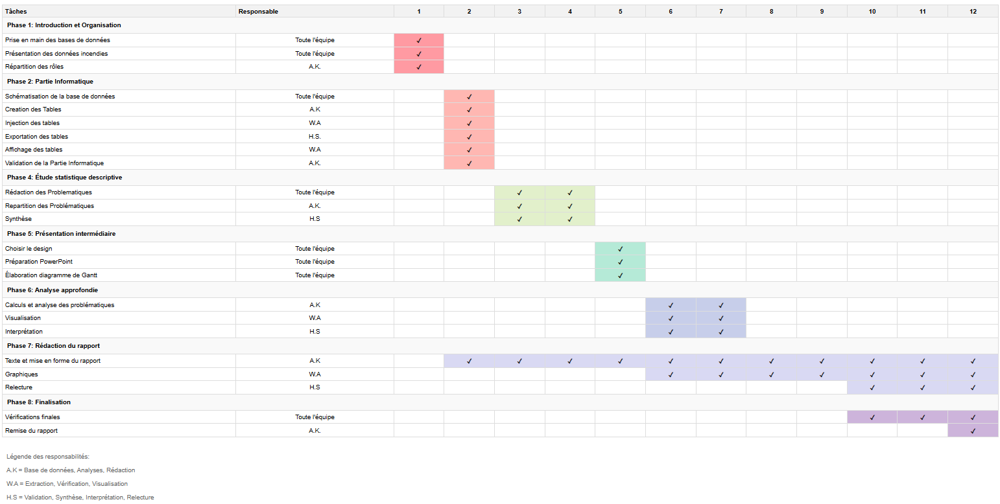 Tâches Responsable 1 2 3 4 5 6 7 8 9 10 11 12
Phase 1: Introduction et Organisation
Prise en main des bases de données Toute l'équipe ✓
Présentation des données incendies Toute l'équipe ✓
Répartition des rôles A.K. ✓
Phase 2: Partie Informatique
Schématisation de la base de données Toute l'équipe ✓
Creation des Tables A.K ✓
Injection des tables W.A ✓
Exportation des tables H.S. ✓
Affichage des tables W.A ✓
Validation de la Partie Informatique A.K. ✓
Phase 4: Étude statistique descriptive
Rédaction des Problematiques Toute l'équipe ✓ ✓
Repartition des Problématiques A.K. ✓ ✓
Synthèse H.S ✓ ✓
Phase 5: Présentation intermédiaire
Choisir le design Toute l'équipe ✓
Préparation PowerPoint Toute l'équipe ✓
Élaboration diagramme de Gantt Toute l'équipe ✓
Phase 6: Analyse approfondie
Calculs et analyse des problématiques A.K ✓ ✓
Visualisation W.A ✓ ✓
Interprétation H.S ✓ ✓
Phase 7: Rédaction du rapport
Texte et mise en forme du rapport A.K ✓ ✓ ✓ ✓ ✓ ✓ ✓ ✓ ✓ ✓ ✓
Graphiques W.A ✓ ✓ ✓ ✓ ✓ ✓ ✓
Relecture H.S ✓ ✓ ✓
Phase 8: Finalisation
Vérifications finales Toute l'équipe ✓ ✓ ✓
Remise du rapport A.K. ✓
Légende des responsabilités:
A.K = Base de données, Analyses, Rédaction
W.A = Extraction, Vérification, Visualisation
H.S = Validation, Synthèse, Interprétation, Relecture